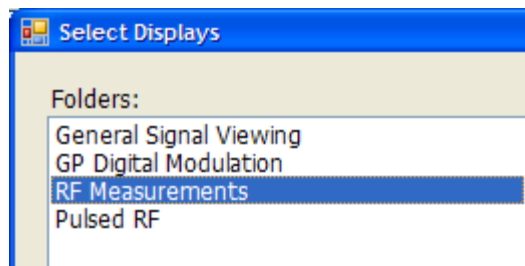 Select Displays
Folders:
General Signal Viewing
GP Digital Modulation
RF Measurements
Pulsed RF